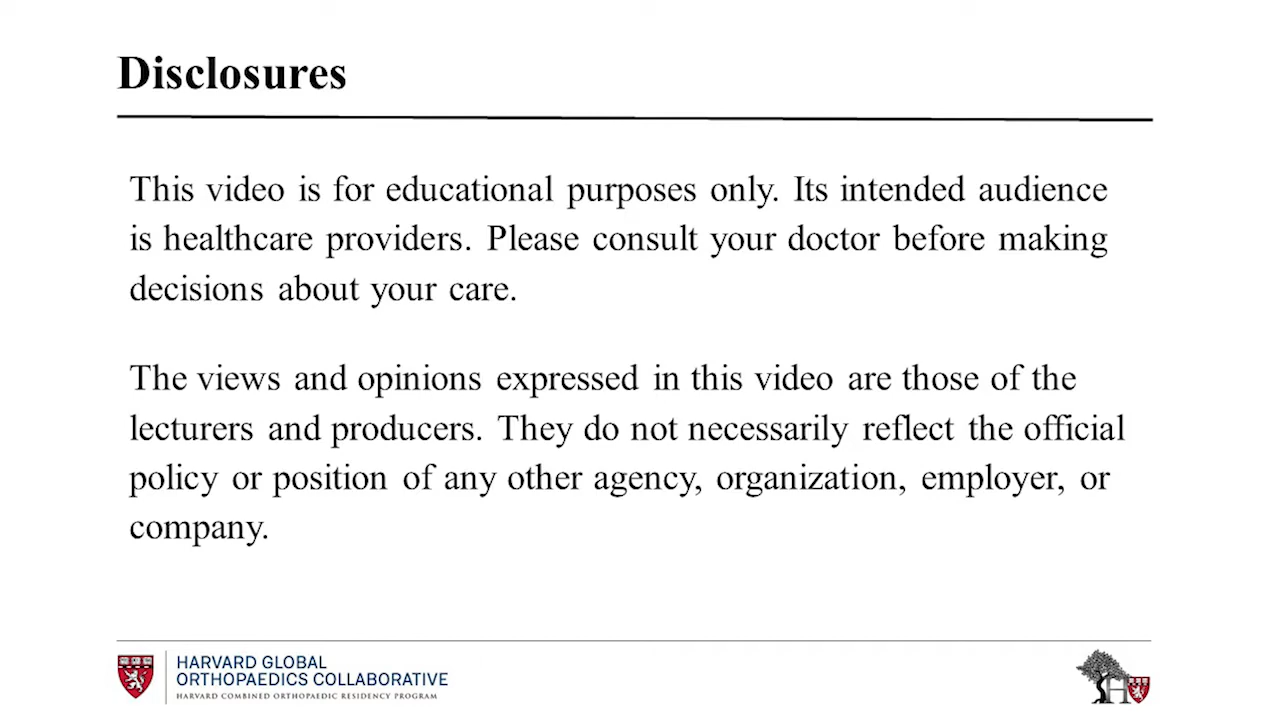 Disclosures
This video is for educational purposes only. Its intended audience
is healthcare providers. Please consult your doctor before making
decisions about your care.
The views and opinions expressed in this video are those of the
lecturers and producers. They do not necessarily reflect the official
policy or position of any other agency, organization, employer, or
company.
HARVARD GLOBAL
ORTHOPAEDICS COLLABORATIVE
HARVARD COMBINED ORTHOPAEDIC RESIDENCY PROGRAM
H